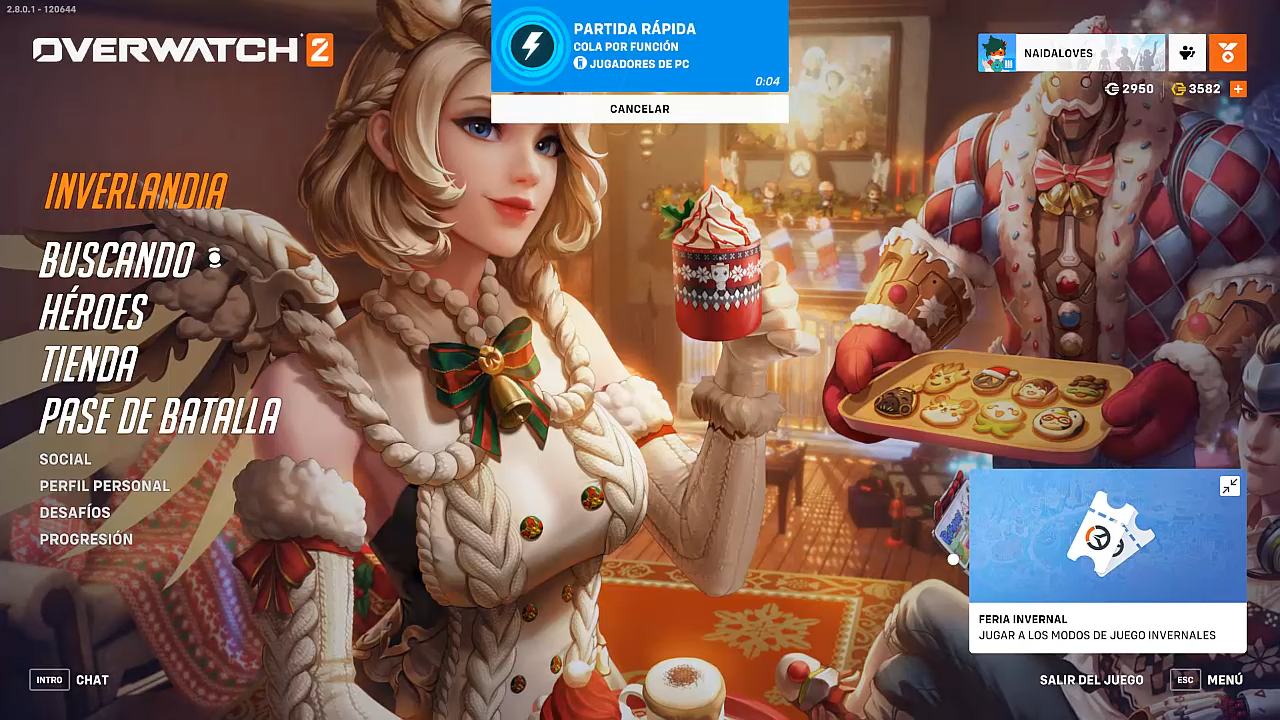 2.8.0.1 - 120644
OVERWATCH 2
PARTIDA RÁPIDA
COLA POR FUNCIÓN
JUGADORES DE PC
0:04
CANCELAR
NAIDALOVES
2950
3582
INVERLANDIA
BUSCANDO
HÉROES
TIENDA
PASE DE BATALLA
SOCIAL
PERFIL PERSONAL
DESAFÍOS
PROGRESIÓN
FERIA INVERNAL
JUGAR A LOS MODOS DE JUEGO INVERNALES
INTRO CHAT
SALIR DEL JUEGO
ESC MENÚ